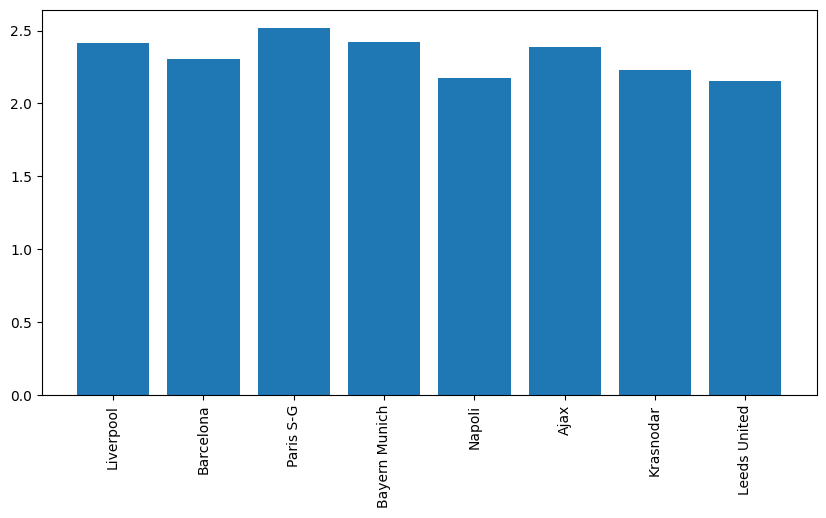 2.5
2.0
1.5
1.0
0.5
0.0
Liverpool
Barcelona
Paris S-G
Bayern Munich
Napoli
Ajax
Krasnodar
Leeds United